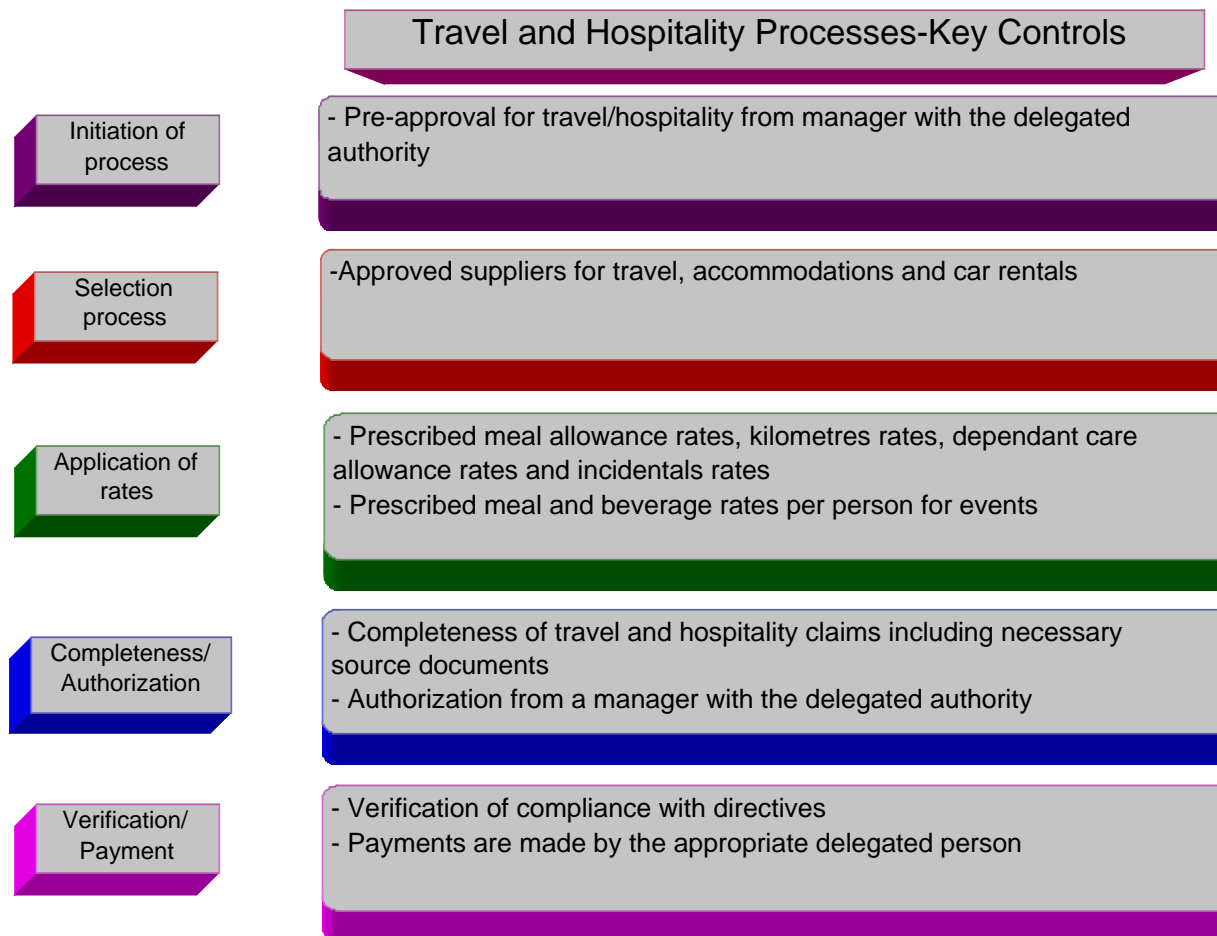 Travel and Hospitality Processes-Key Controls
Initiation of
process
- Pre-approval for travel/hospitality from manager with the delegated
authority
Selection
process
-Approved suppliers for travel, accommodations and car rentals
Application of
rates
- Prescribed meal allowance rates, kilometres rates, dependant care
allowance rates and incidentals rates
- Prescribed meal and beverage rates per person for events
Completeness/
Authorization
- Completeness of travel and hospitality claims including necessary
source documents
- Authorization from a manager with the delegated authority
Verification/
Payment
- Verification of compliance with directives
- Payments are made by the appropriate delegated person